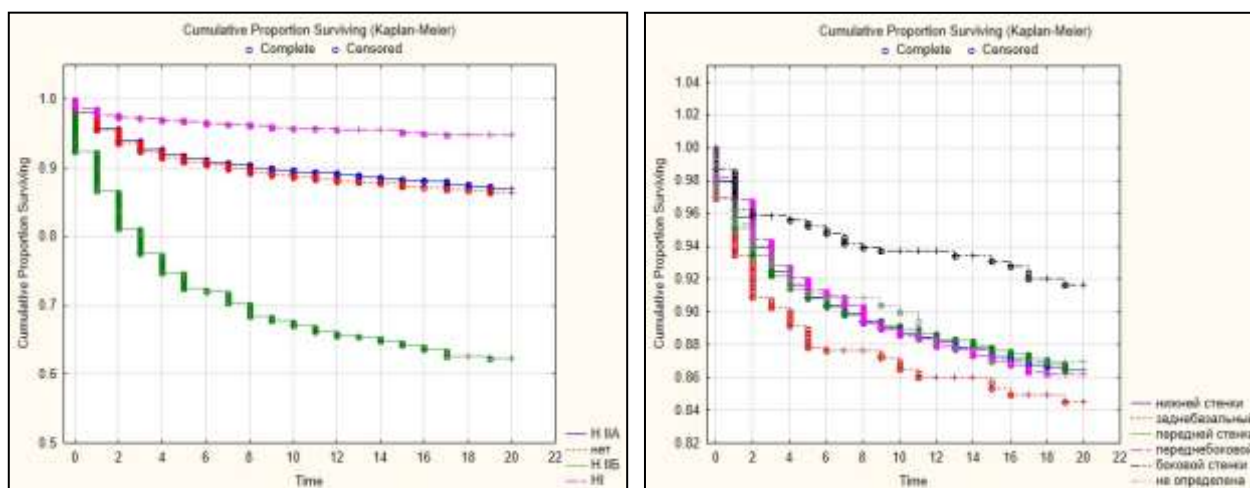 Cumulative Proportion Surviving (Kaplan-Meier)
Complete Censored
1.0
0.9
0.8
0.7
0.6
0.5
Cumulative Proportion Surviving
0 2 4 6 8 10 12 14 16 18 20 22
Time
Н IIА
нет
Н IIБ
НI
Cumulative Proportion Surviving (Kaplan-Meier)
Complete Censored
1.04
1.02
1.00
0.98
0.96
0.94
0.92
0.90
0.88
0.86
0.84
0.82
Cumulative Proportion Surviving
0 2 4 6 8 10 12 14 16 18 20 22
Time
нижней стенки
заднебазальный
передней стенки
переднебоковой
боковой стенки
не определена